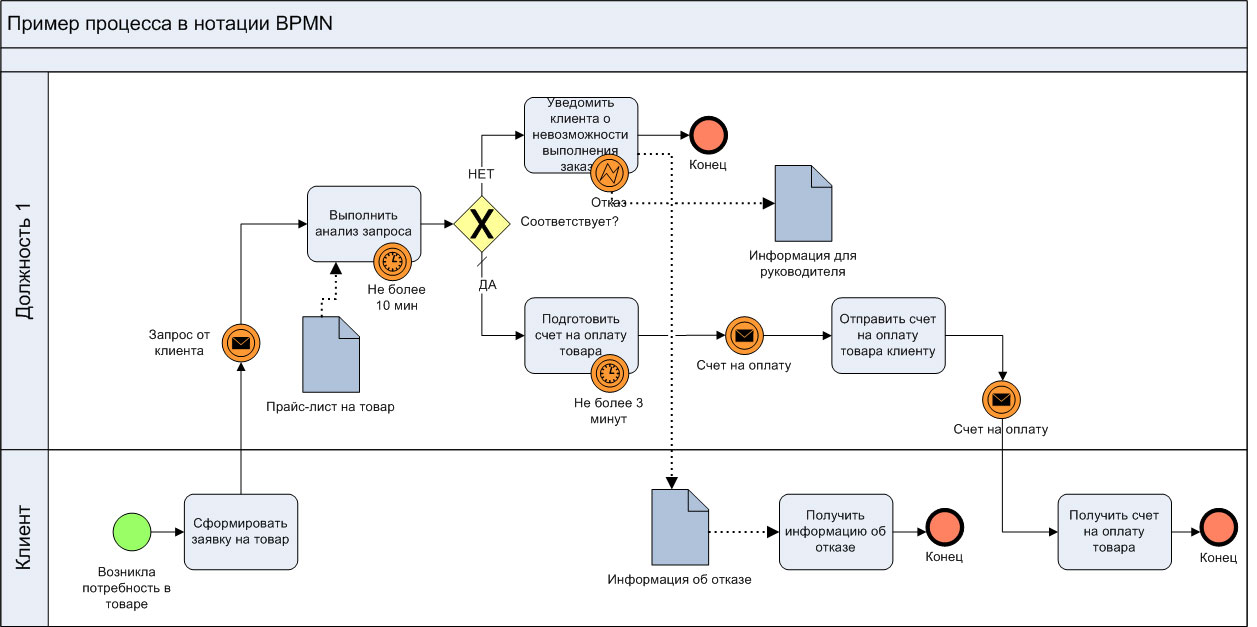 Пример процесса в нотации BPMN
Должность 1
Уведомить
клиента о
невозможности
выполнения
заказ
Отказ
Конец
НЕТ
Соответствует?
ДА
Выполнить
анализ запроса
Не более
10 мин
Информация для
руководителя
Запрос от
клиента
Прайс-лист на товар
Подготовить
счет на оплату
товара
Не более 3
минут
Счет на оплату
Отправить счет
на оплату
товара клиенту
Счет на оплату
Клиент
Возникла
потребность в
товаре
Сформировать
заявку на товар
Информация об отказе
Получить
информацию об
отказе
Конец
Получить счет
на оплату
товара
Конец